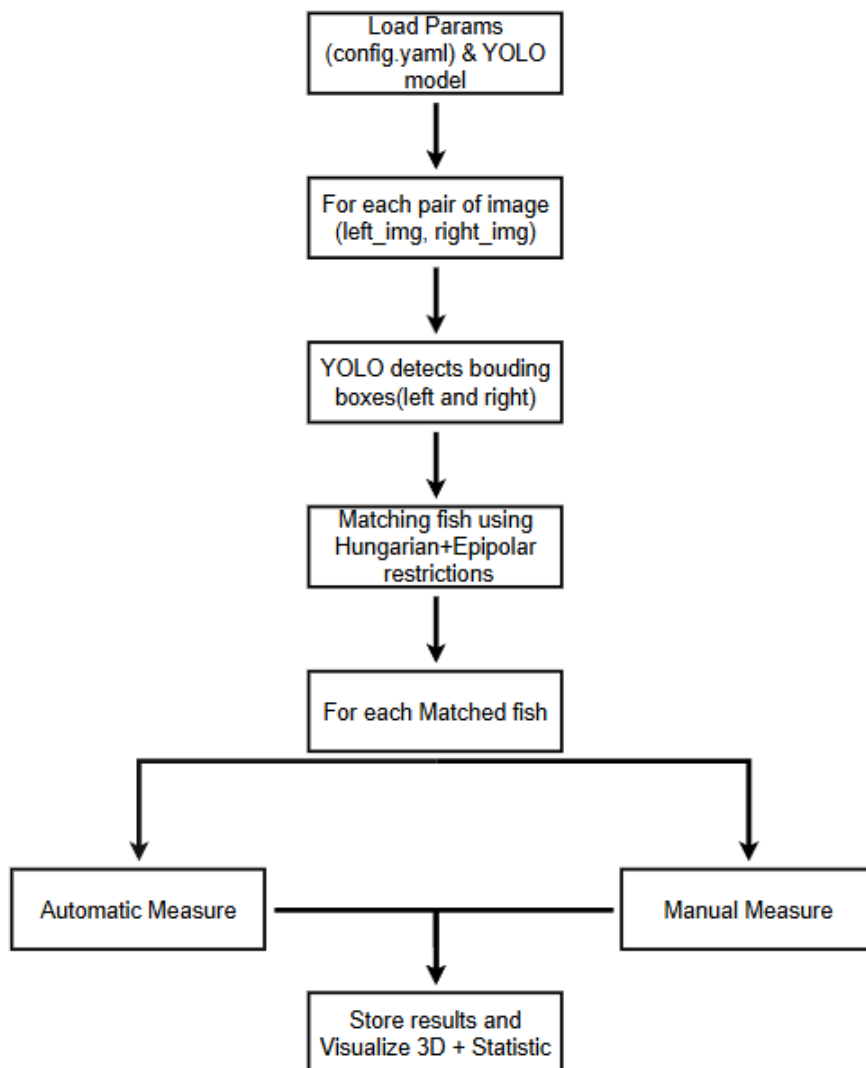 Load Params
(config.yaml) & YOLO
model
For each pair of image
(left_img, right_img)
YOLO detects bouding
boxes(left and right)
Matching fish using
Hungarian+Epipolar
restrictions
For each Matched fish
Automatic Measure
Manual Measure
Store results and
Visualize 3D + Statistic